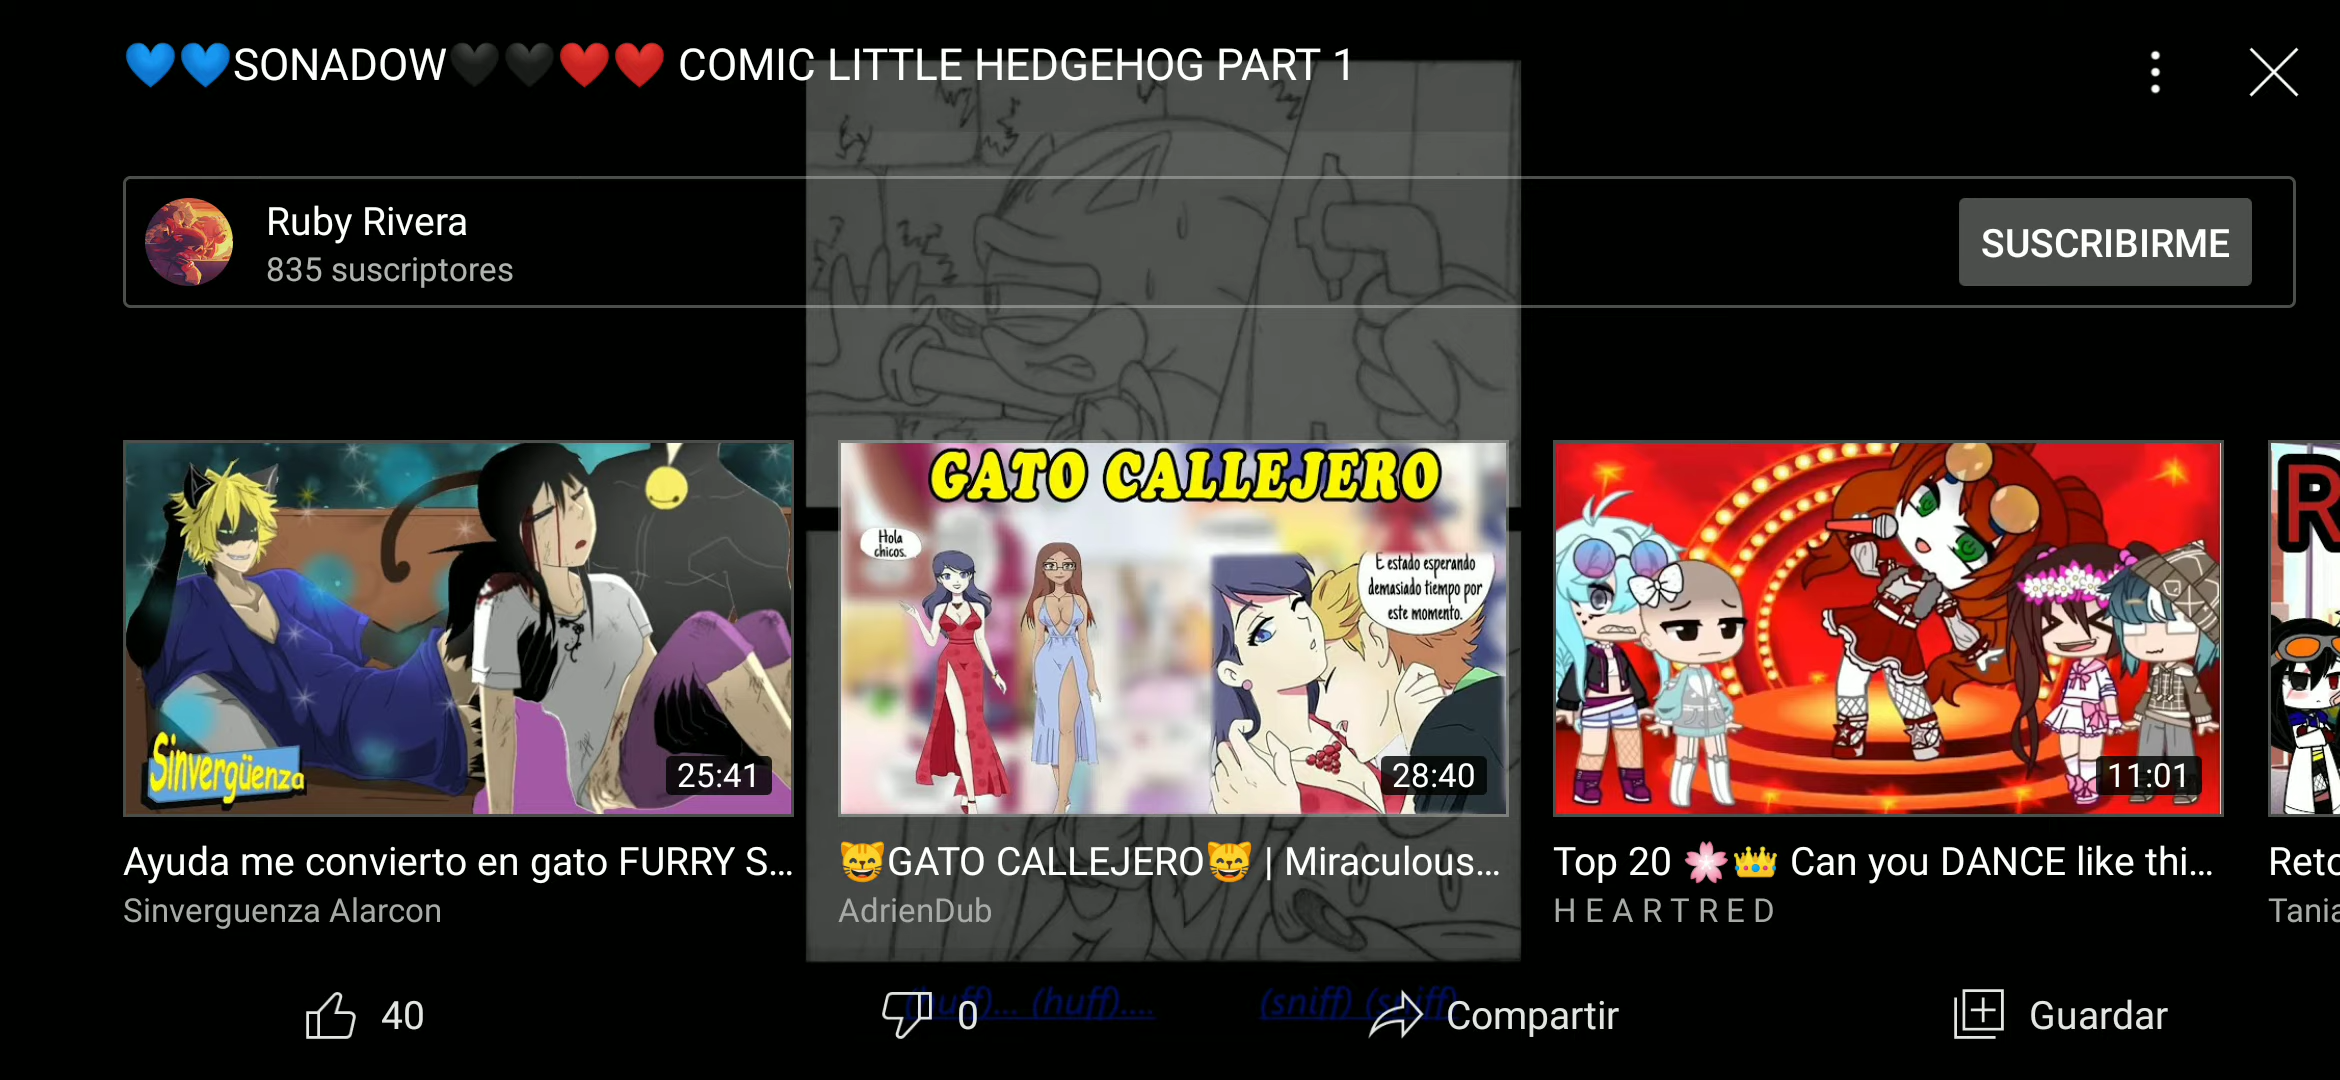 💙💙SONADOW🖤🖤❤️❤️ COMIC LITTLE HEDGEHOG PART 1
Ruby Rivera
835 suscriptores
SUSCRIBIRME
Sinvergüenza
25:41
GATO CALLEJERO
Hola
chicos.
E estado esperando
demasiado tiempo por
este momento.
28:40
11:01
R
Ayuda me convierto en gato FURRY S...
Sinverguenza Alarcon
😸GATO CALLEJERO😸 | Miraculous...
AdrienDub
Top 20 🌸👑 Can you DANCE like thi...
H E A R T R E D
Reto
Tania
(huff)... (huff)....
(sniff) (sniff)
40
0
Compartir
Guardar